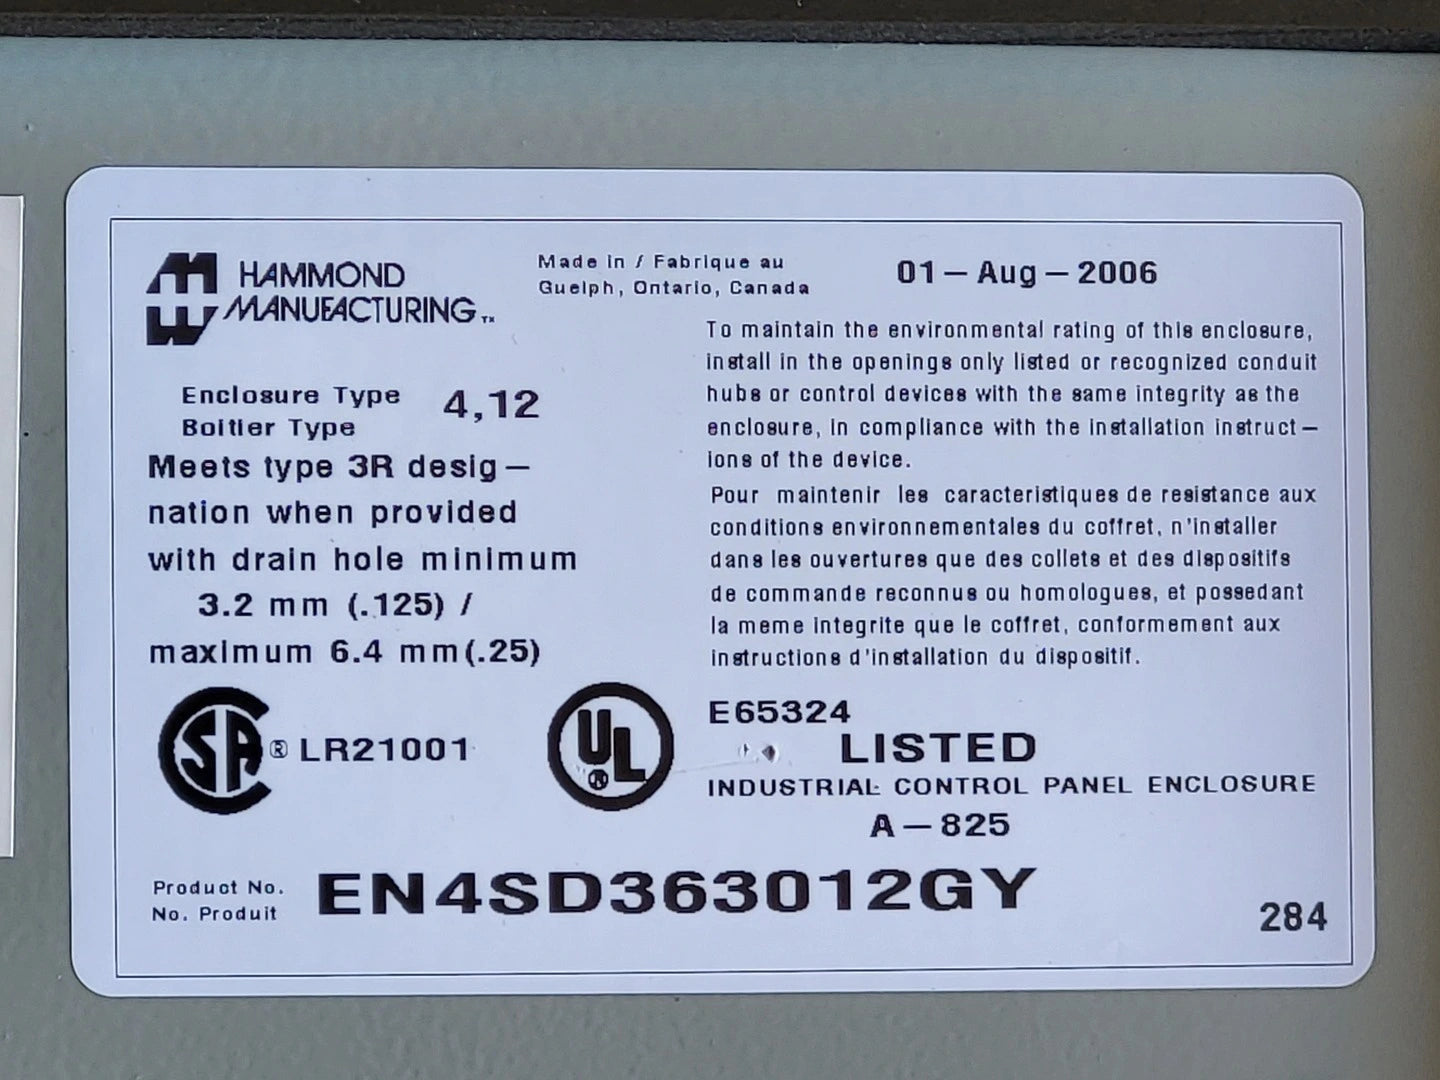 HAMMOND
MANUFACTURING™
Made in / Fabrique au
Guelph, Ontario, Canada
01-Aug-2006
Enclosure Type
Boitier Type
4,12
Meets type 3R desig-
nation when provided
with drain hole minimum
3.2 mm (.125) /
maximum 6.4 mm(.25)
To maintain the environmental rating of this enclosure,
install in the openings only listed or recognized conduit
hubs or control devices with the same integrity as the
enclosure, in compliance with the installation instruct-
ions of the device.
Pour maintenir les caracteristiques de resistance aux
conditions environnementales du coffret, n'installer
dans les ouvertures que des collets et des dispositifs
de commande reconnus ou homologues, et possedant
la meme integrite que le coffret, conformement aux
instructions d'installation du dispositif.
SA® LR21001
UL®
E65324
LISTED
INDUSTRIAL CONTROL PANEL ENCLOSURE
A-825
Product No.
No. Produit
EN4SD363012GY
284